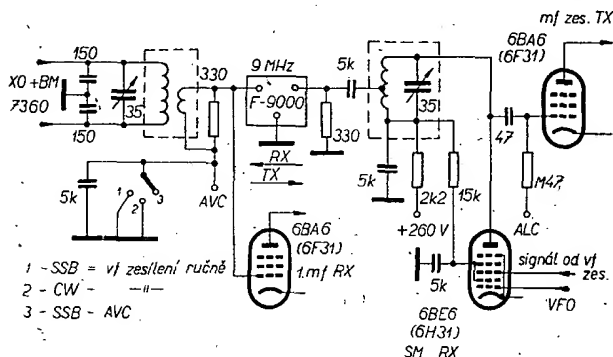 mf zes. TX
6BA6
(6F31)
9 MHz
150
330
5k
XO+BM
7360
35
F-9000
35
150
330
47
RX
TX
5k
5k
2k2
15k
M47
1
2
3
AVC
+260 V
ALC
6BA6
(6F31)
1. mf RX
5k
signál od vf
zes.
VFO
6BE6
(6H31)
SM RX
1 - SSB = vf zesílení ručně
2 - CW - -"-
3 - SSB - AVC